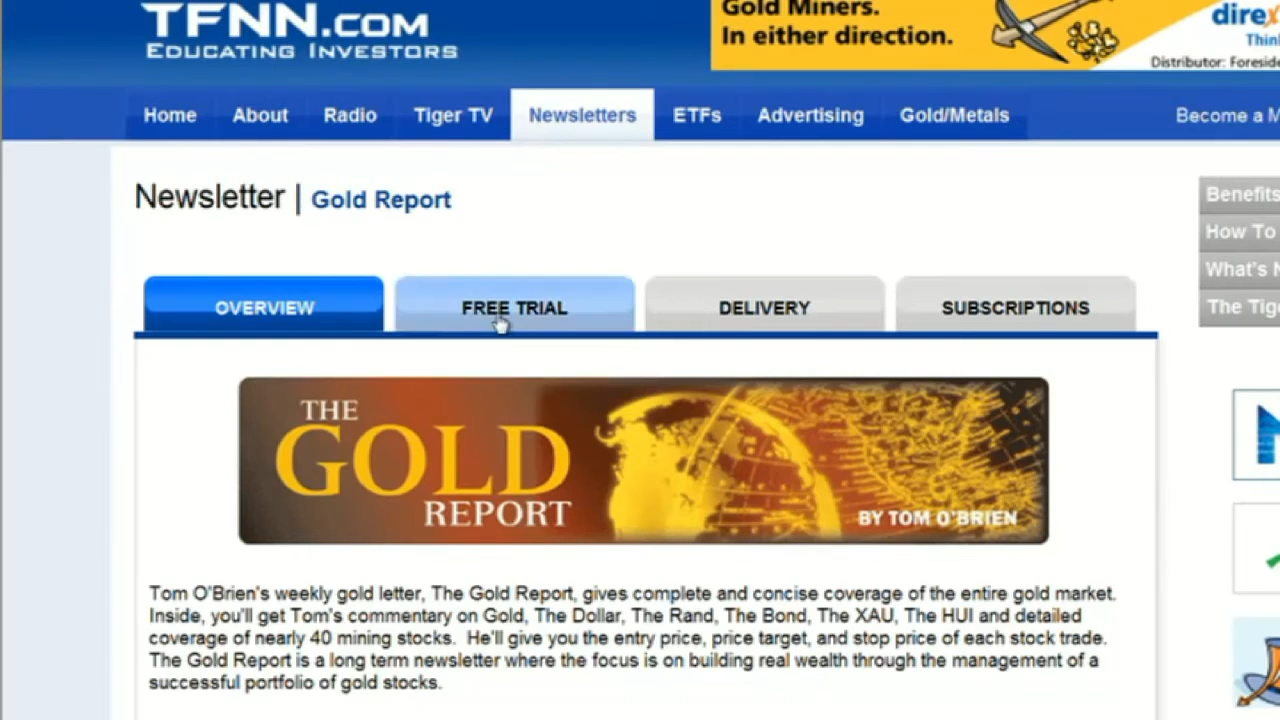 TFNN.COM
EDUCATING INVESTORS
Gold Miners.
In either direction.
Distributor:
Home About Radio Tiger TV Newsletters ETFs Advertising Gold/Metals Become a
Newsletter | Gold Report
Benefits
How To
What's
The
OVERVIEW FREE TRIAL DELIVERY SUBSCRIPTIONS
THE
GOLD
REPORT
BY TOM O'BRIEN
Tom O'Brien's weekly gold letter, The Gold Report, gives complete and concise coverage of the entire gold market.
Inside, you'll get Tom's commentary on Gold, The Dollar, The Rand, The Bond, The XAU, The HUI and detailed
coverage of nearly 40 mining stocks. He'll give you the entry price, price target, and stop price of each stock trade.
The Gold Report is a long term newsletter where the focus is on building real wealth through the management of a
successful portfolio of gold stocks.